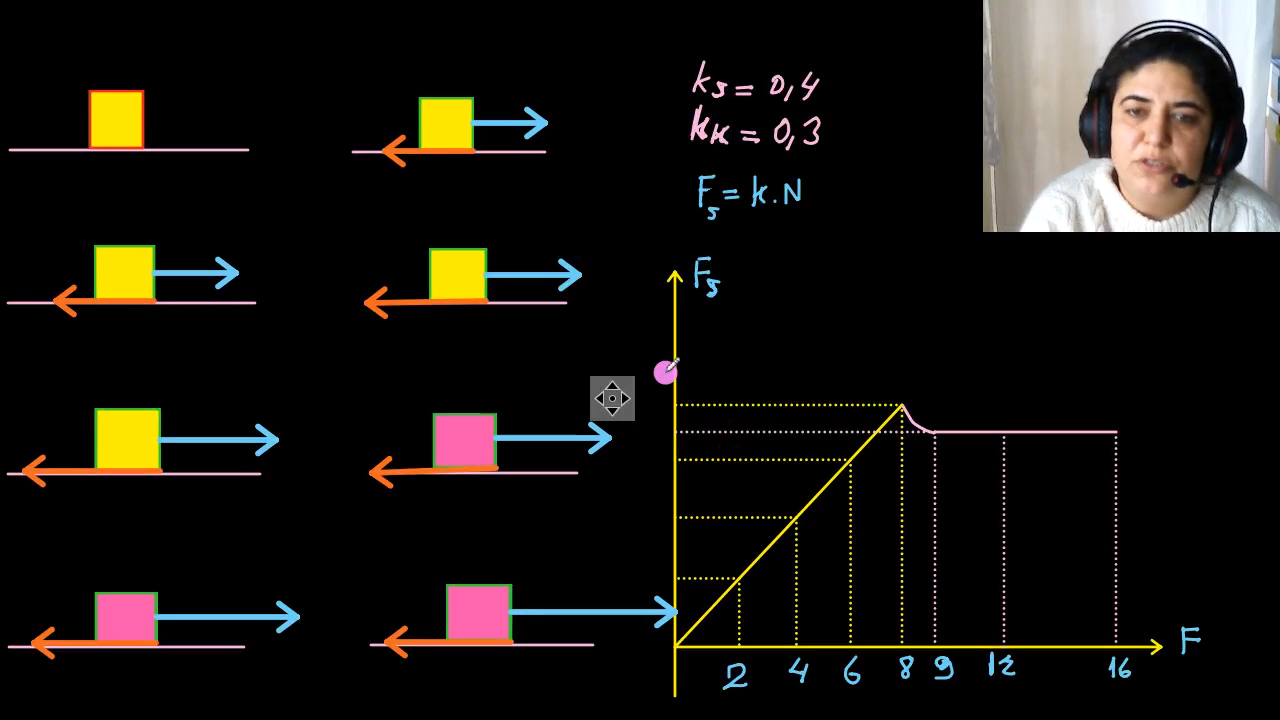 ks = 0,4
kk = 0,3
Fs = k.N
Fs
F
2 4 6 8 9 12 16